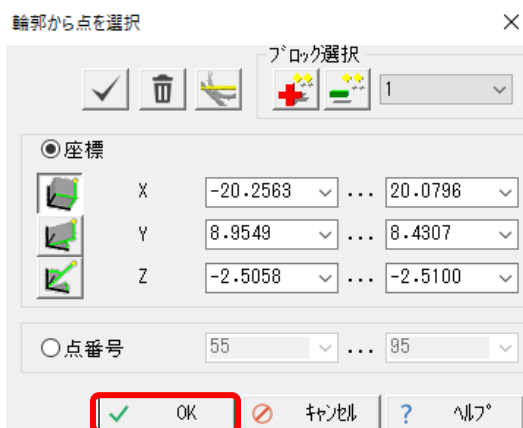 輪郭から点を選択
ブロック選択
1
座標
X -20.2563 ... 20.0796
Y 8.9549 ... 8.4307
Z -2.5058 ... -2.5100
点番号 55 ... 95
OK キャンセル ? ヘルプ